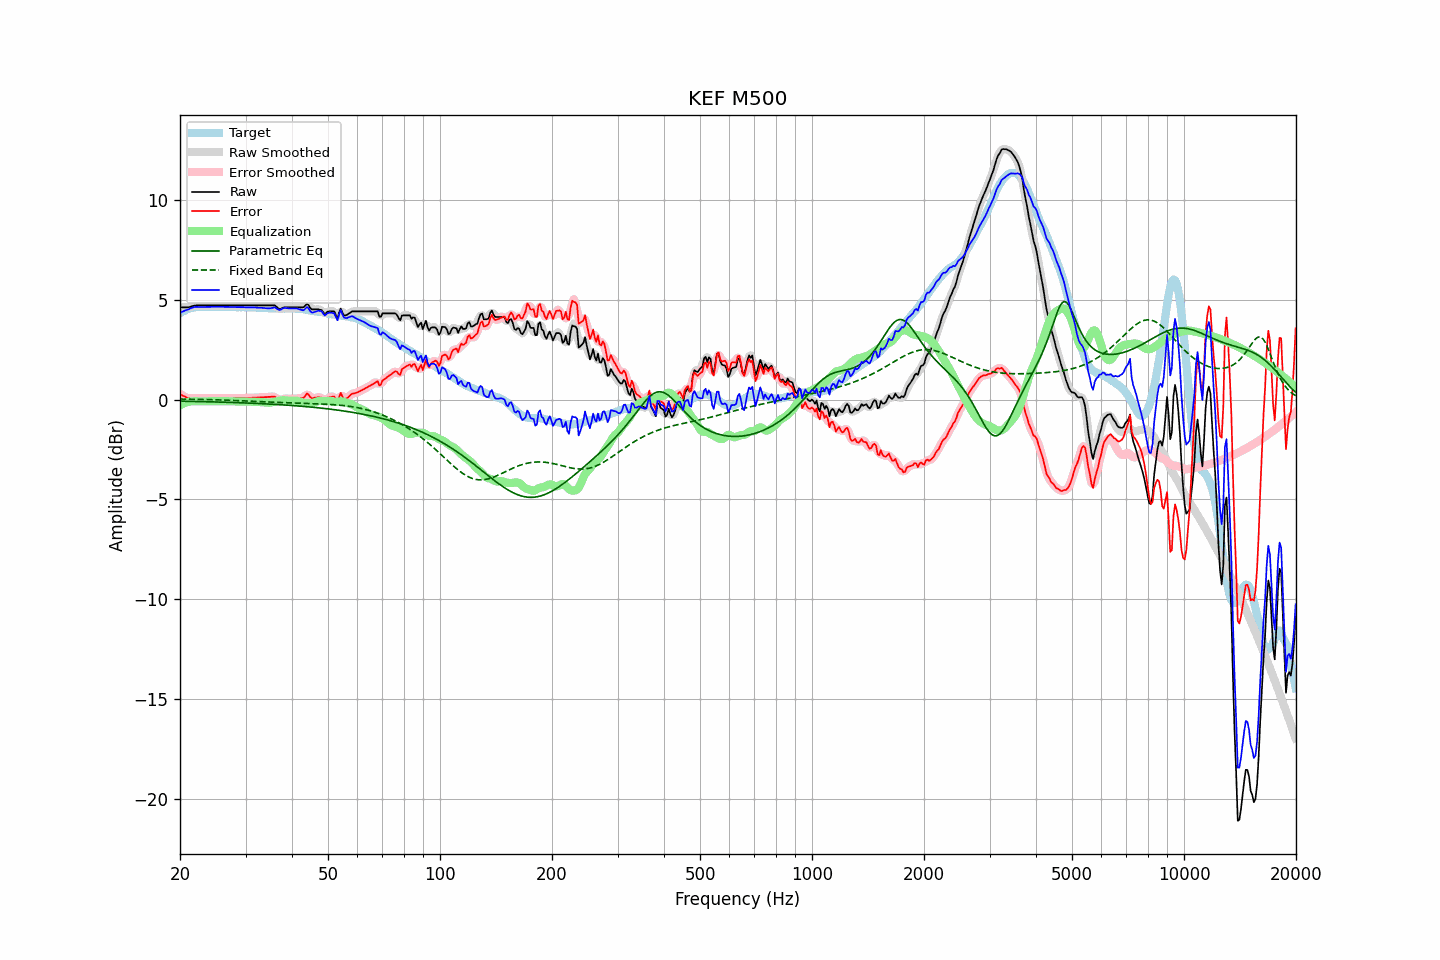 KEF M500
Target
Raw Smoothed
Error Smoothed
Raw
Error
Equalization
Parametric Eq
Fixed Band Eq
Equalized
Amplitude (dBr)
10
5
0
−5
−10
−15
−20
20 50 100 200 500 1000 2000 5000 10000 20000
Frequency (Hz)